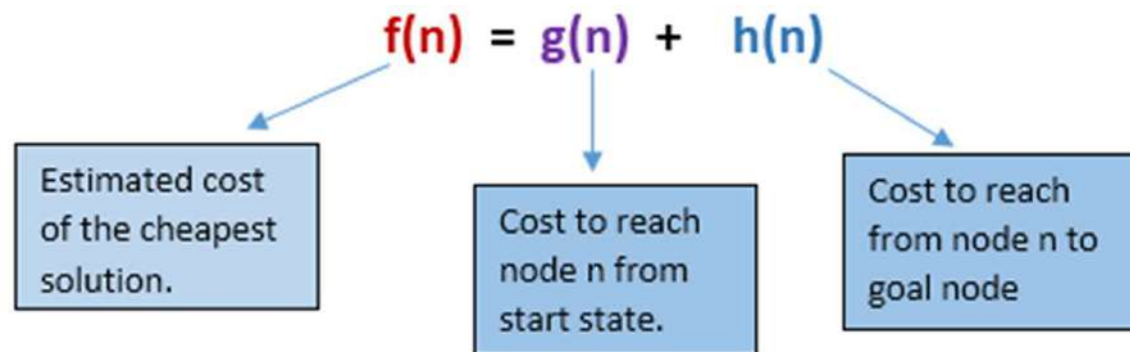 f(n) = g(n) + h(n)
Estimated cost
of the cheapest
solution.
Cost to reach
node n from
start state.
Cost to reach
from node n to
goal node